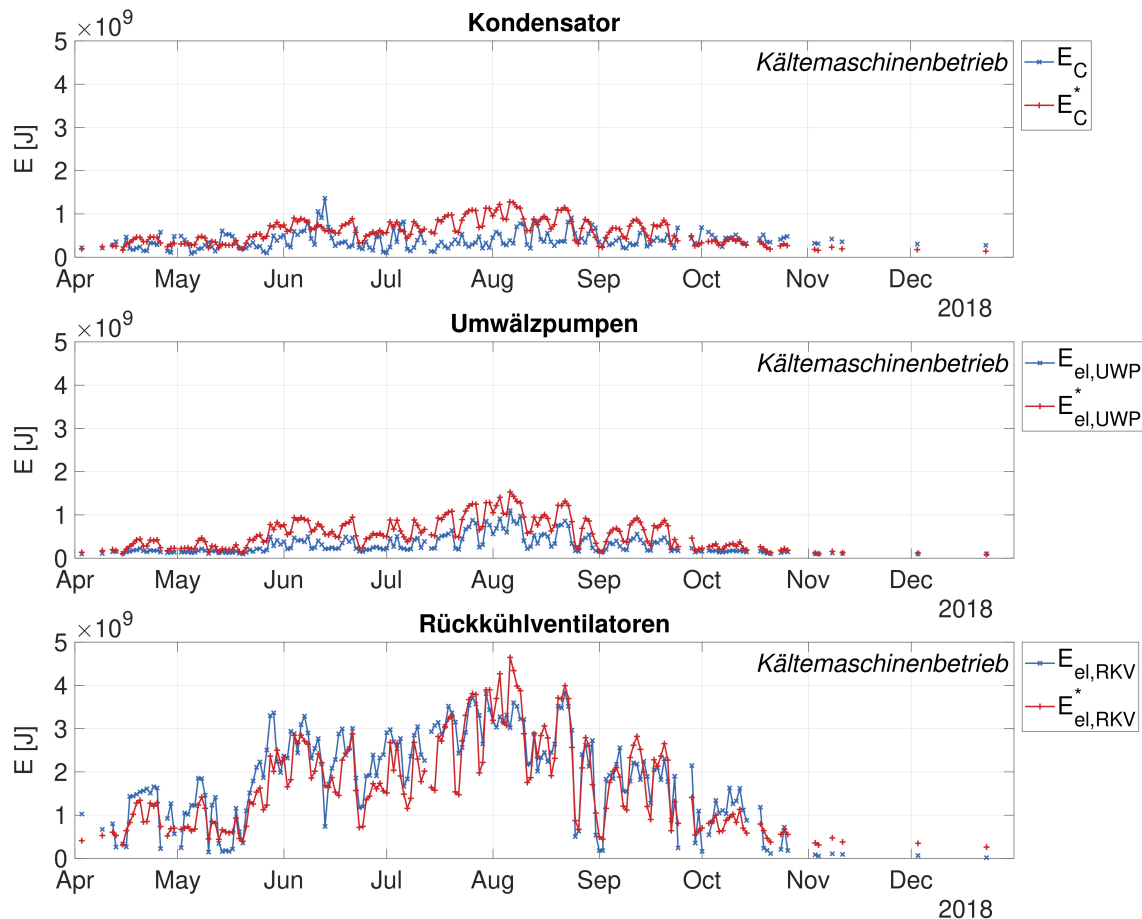 Kondensator
×10^9
Kältemaschinenbetrieb
5
4
3
2
1
0
E [J]
Apr May Jun Jul Aug Sep Oct Nov Dec
2018
E_C
E_C^*
Umwälzpumpen
×10^9
Kältemaschinenbetrieb
5
4
3
2
1
0
E [J]
Apr May Jun Jul Aug Sep Oct Nov Dec
2018
E_el,UWP
E_el,UWP^*
Rückkühlventilatoren
×10^9
Kältemaschinenbetrieb
5
4
3
2
1
0
E [J]
Apr May Jun Jul Aug Sep Oct Nov Dec
2018
E_el,RKV
E_el,RKV^*